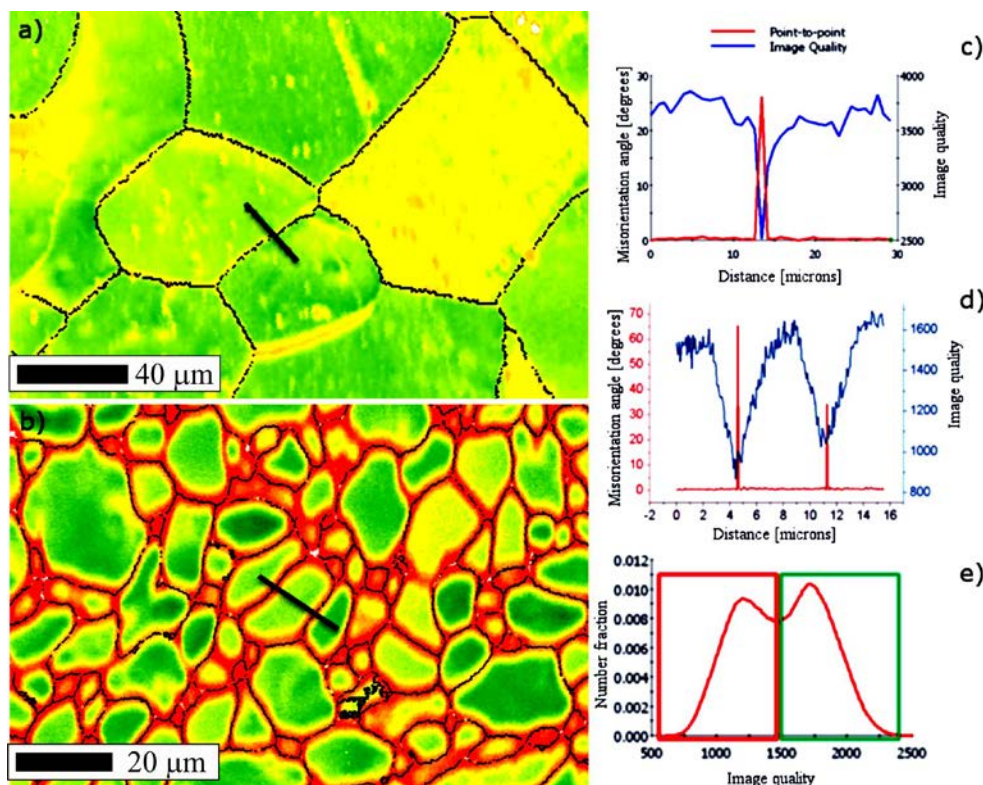 a)
40 µm
b)
20 µm
Point-to-point
Image Quality
c)
30
20
10
0
Misorientation angle [degrees]
4000
3500
3000
2500
Image quality
0 10 20 30
Distance [microns]
d)
70
60
50
40
30
20
10
0
Misorientation angle [degrees]
1600
1400
1200
1000
800
Image quality
-2 0 2 4 6 8 10 12 14 16
Distance [microns]
e)
0.012
0.010
0.008
0.006
0.004
0.002
0.000
Number fraction
500 1000 1500 2000 2500
Image quality